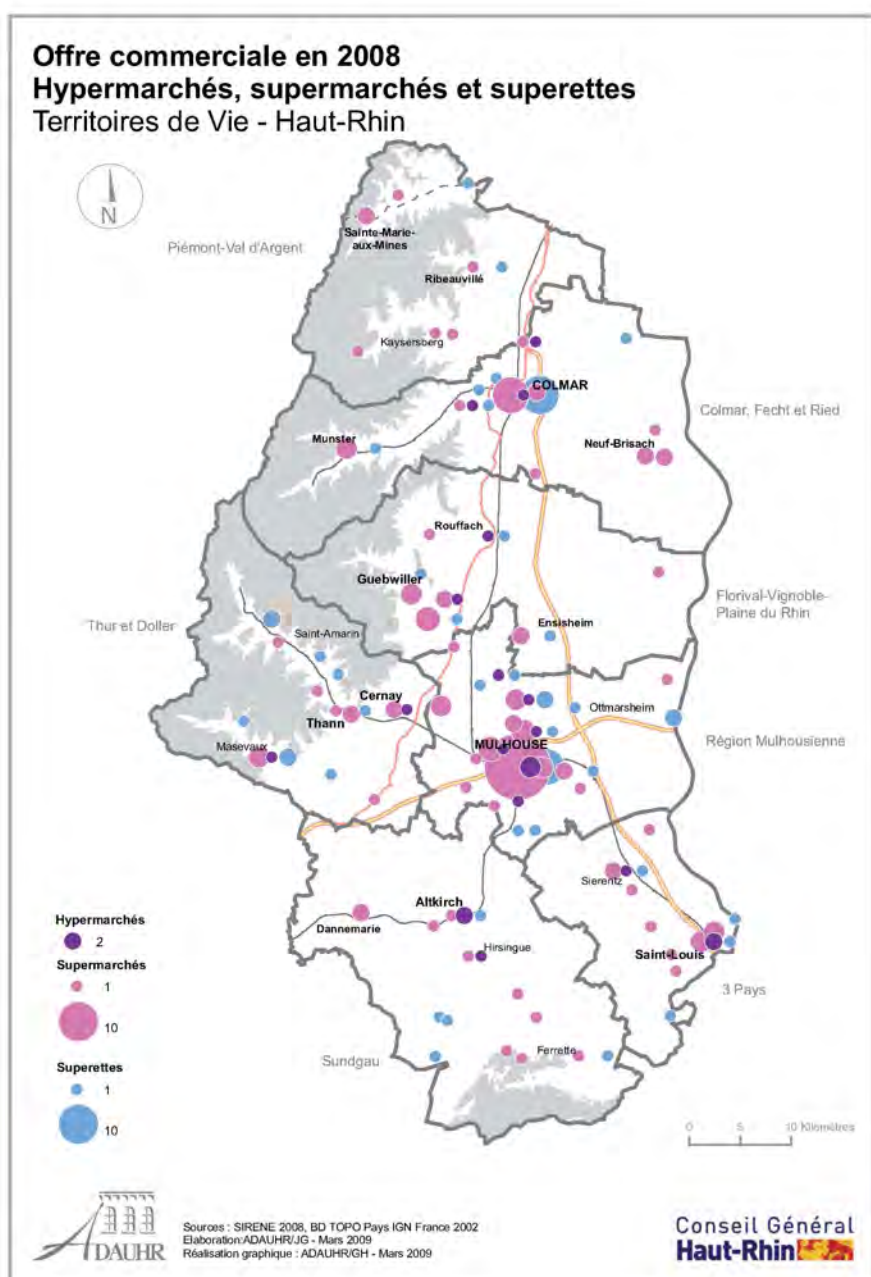 Offre commerciale en 2008
Hypermarchés, supermarchés et superettes
Territoires de Vie - Haut-Rhin
N
Piémont-Val d'Argent
Sainte-Marie-
aux-Mines
Ribeauvillé
Kaysersberg
COLMAR
Colmar, Fecht et Ried
Munster
Neuf-Brisach
Rouffach
Guebwiller
Florival-Vignoble-
Plaine du Rhin
Thur et Doller
Saint-Amarin
Ensisheim
Cernay
Thann
Ottmarsheim
Masevaux
MULHOUSE
Région Mulhousienne
Sierentz
Altkirch
Dannemarie
Hirsingue
Saint-Louis
3 Pays
Ferrette
Sundgau
Hypermarchés
2
Supermarchés
1
10
Superettes
1
10
0 5 10 Kilomètres
ADAUHR
Sources : SIRENE 2008, BD TOPO Pays IGN France 2002
Elaboration:ADAUHR/JG - Mars 2009
Réalisation graphique : ADAUHR/GH - Mars 2009
Conseil Général
Haut-Rhin